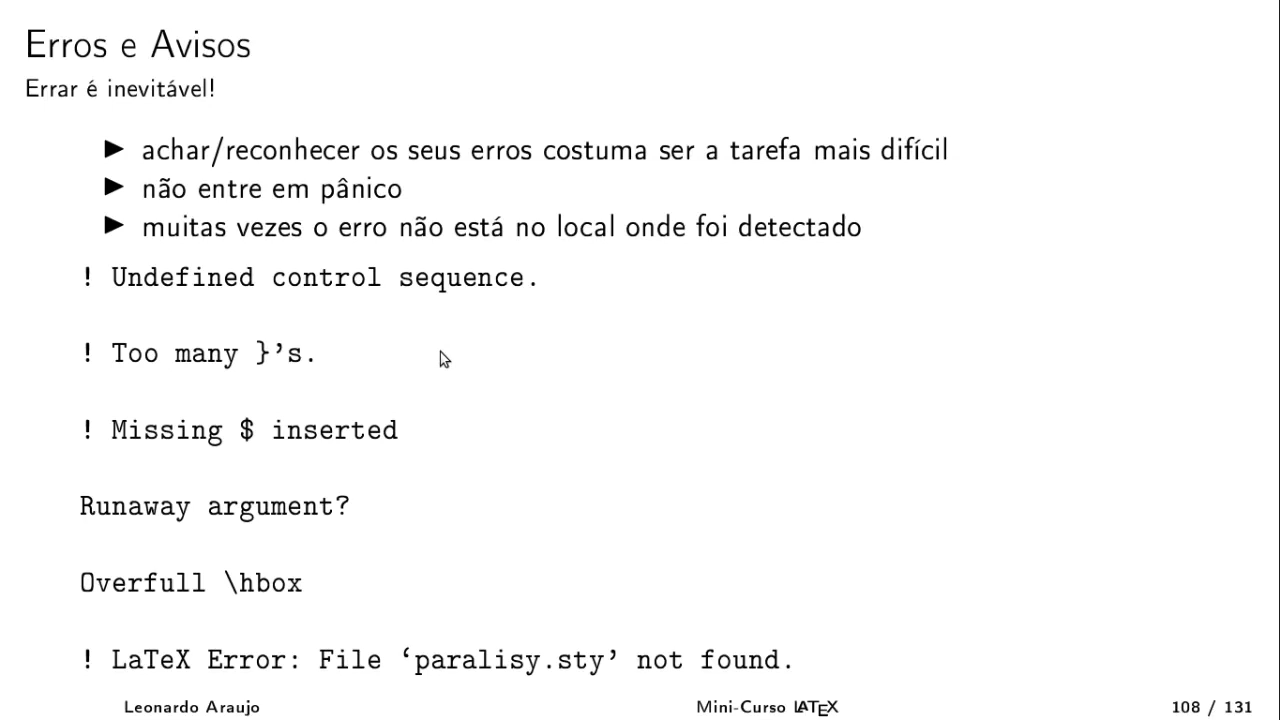 Erros e Avisos
Errar é inevitável!
▶ achar/reconhecer os seus erros costuma ser a tarefa mais difícil
▶ não entre em pânico
▶ muitas vezes o erro não está no local onde foi detectado
! Undefined control sequence.
! Too many }'s.
! Missing $ inserted
Runaway argument?
Overfull \hbox
! LaTeX Error: File ‘paralisy.sty’ not found.
Leonardo Araujo Mini-Curso LATEX 108 / 131